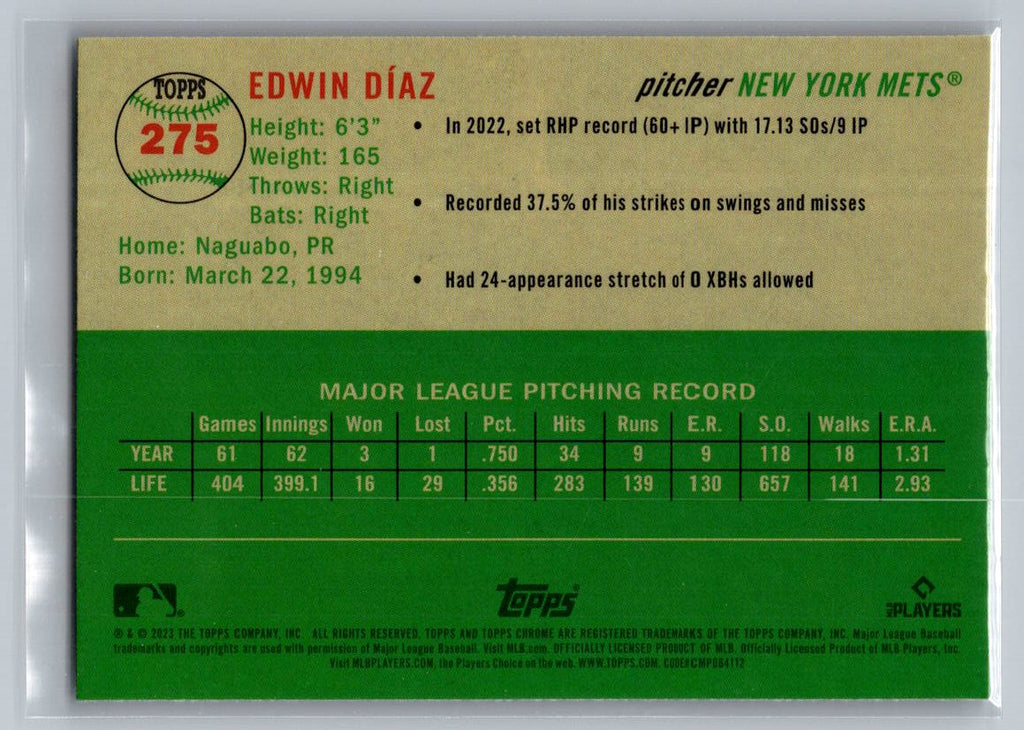 TOPPS
275
EDWIN DÍAZ
pitcher NEW YORK METS®
Height: 6'3"
Weight: 165
Throws: Right
Bats: Right
Home: Naguabo, PR
Born: March 22, 1994
• In 2022, set RHP record (60+ IP) with 17.13 SOs/9 IP
• Recorded 37.5% of his strikes on swings and misses
• Had 24-appearance stretch of 0 XBHs allowed
MAJOR LEAGUE PITCHING RECORD
Games Innings Won Lost Pct. Hits Runs E.R. S.O. Walks E.R.A.
YEAR 61 62 3 1 .750 34 9 9 118 18 1.31
LIFE 404 399.1 16 29 .356 283 139 130 657 141 2.93
topps
PLAYERS
® & © 2023 THE TOPPS COMPANY, INC. ALL RIGHTS RESERVED. TOPPS AND TOPPS CHROME ARE REGISTERED TRADEMARKS OF THE TOPPS COMPANY, INC. Major League Baseball
trademarks and copyrights are used with permission of Major League Baseball. Visit MLB.com. OFFICIALLY LICENSED PRODUCT OF MLB. Officially Licensed Product of MLB Players, Inc.
Visit MLBPLAYERS.COM, the Players Choice on the web. WWW.TOPPS.COM. CODE#CMP084112